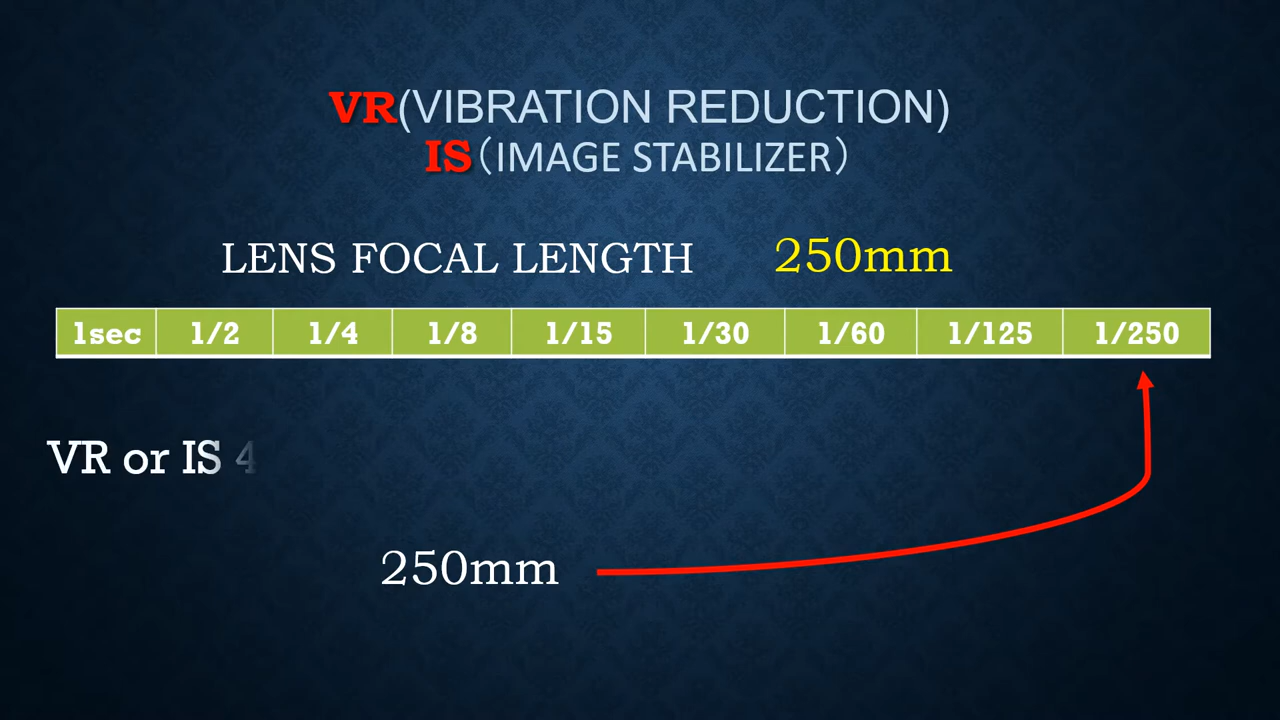 VR(VIBRATION REDUCTION)
IS(IMAGE STABILIZER)
LENS FOCAL LENGTH 250mm
1sec 1/2 1/4 1/8 1/15 1/30 1/60 1/125 1/250
VR or IS 4
250mm